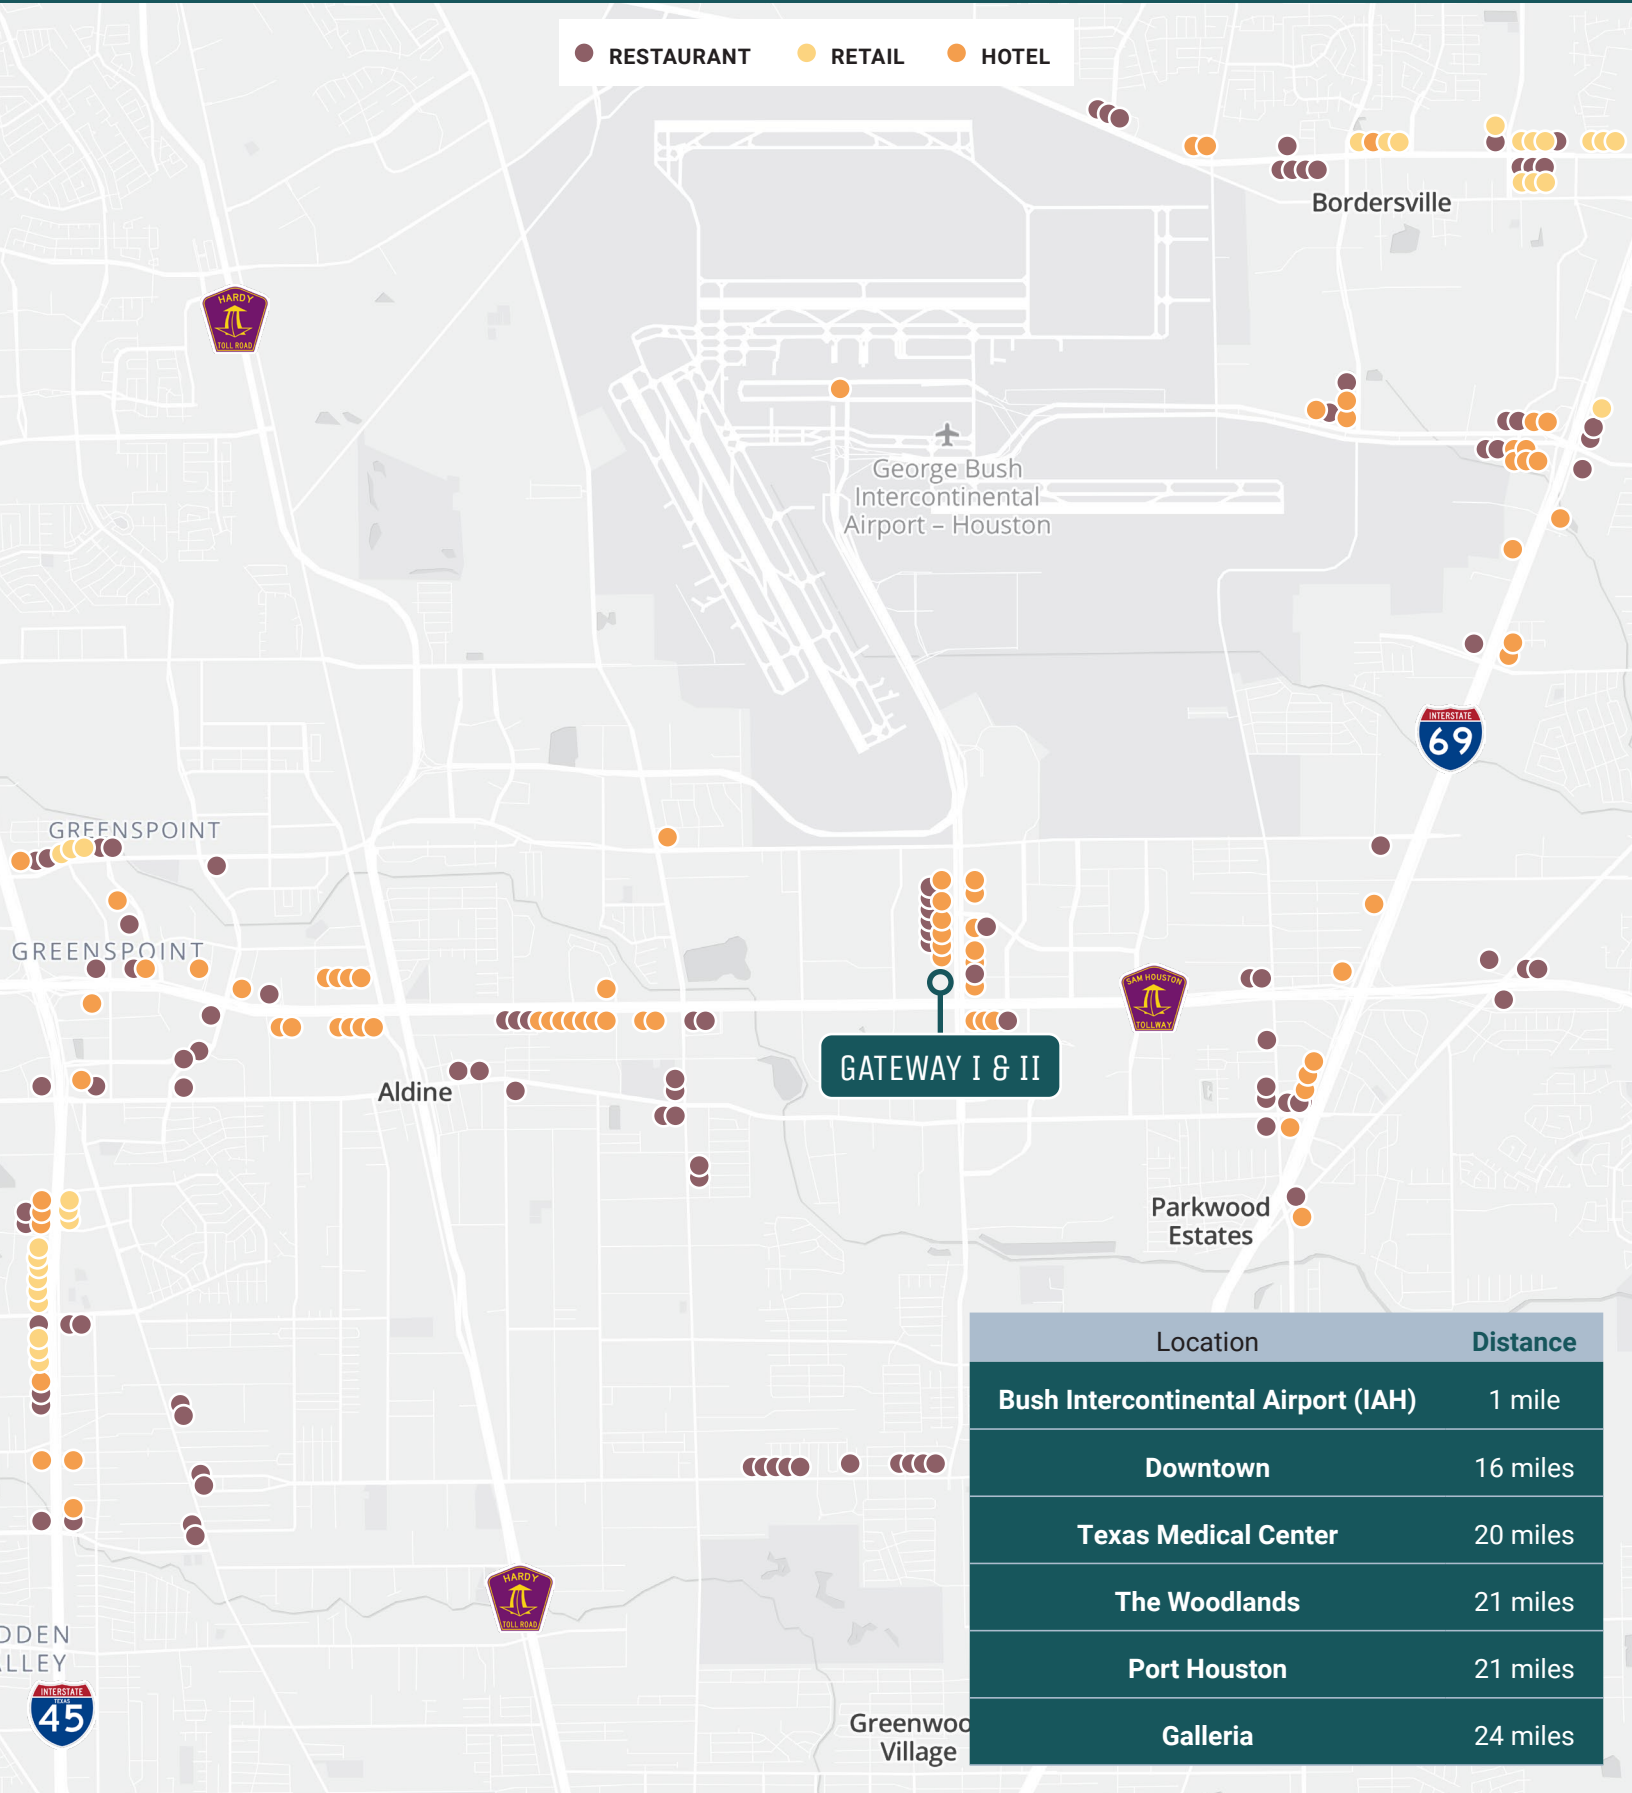 RESTAURANT
RETAIL
HOTEL
Bordersville
HARDY
TOLL ROAD
George Bush
Intercontinental
Airport – Houston
INTERSTATE
69
GREENSPOINT
GREENSPOINT
SAM HOUSTON
TOLLWAY
GATEWAY I & II
Aldine
Parkwood
Estates
Location Distance
Bush Intercontinental Airport (IAH) 1 mile
Downtown 16 miles
Texas Medical Center 20 miles
The Woodlands 21 miles
Port Houston 21 miles
Galleria 24 miles
HARDY
TOLL ROAD
DDEN
ALLEY
INTERSTATE
TEXAS
45
Greenwoo
Village